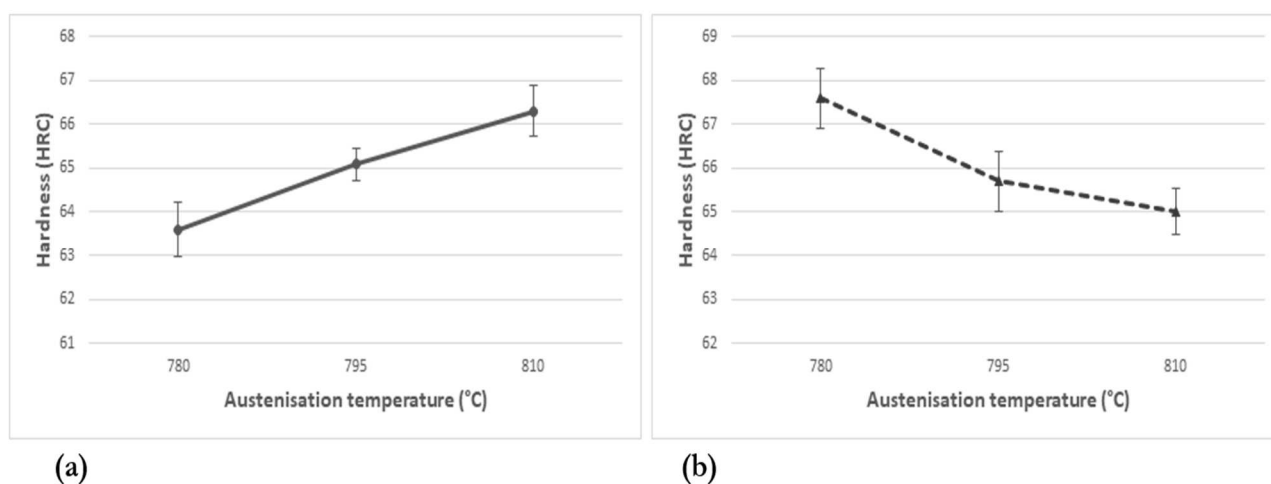 68
67
66
65
64
63
62
61
Hardness (HRC)
780 795 810
Austenisation temperature (°C)
(a)
69
68
67
66
65
64
63
62
Hardness (HRC)
780 795 810
Austenisation temperature (°C)
(b)